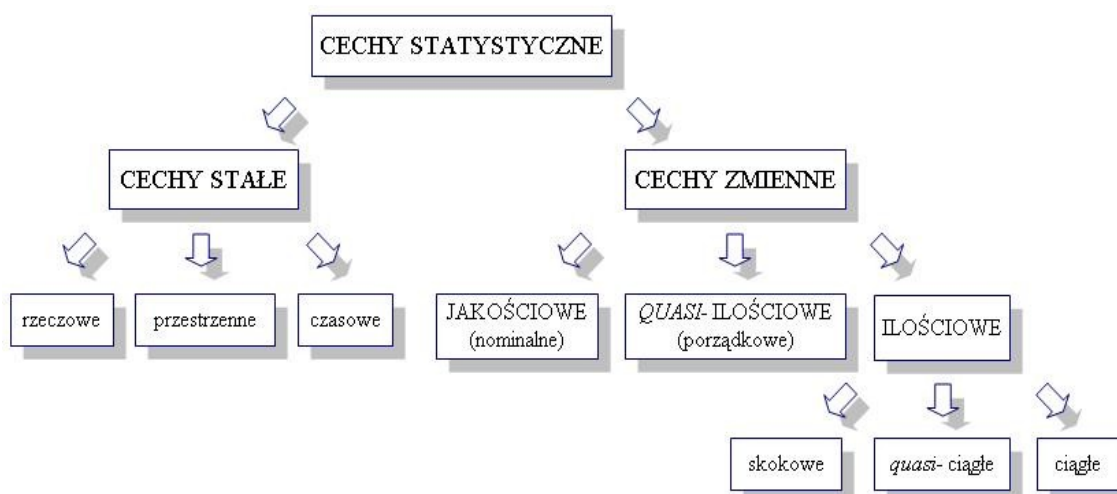 CECHY STATYSTYCZNE
CECHY STAŁE
CECHY ZMIENNE
rzeczowe
przestrzenne
czasowe
JAKOŚCIOWE
(nominalne)
QUASI- ILOŚCIOWE
(porządkowe)
ILOŚCIOWE
skokowe
quasi- ciągłe
ciągłe